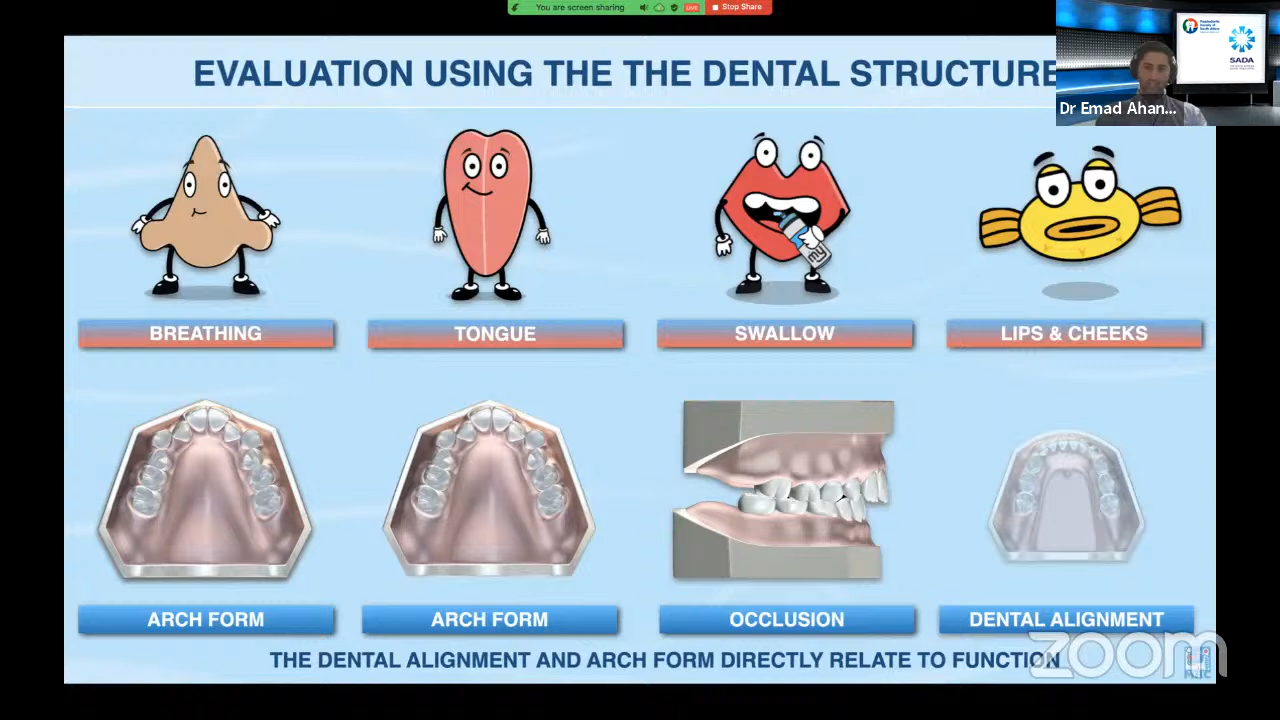 You are screen sharing
LIVE
Stop Share
EVALUATION USING THE THE DENTAL STRUCTURE
SADA
Dr Emad Ahan...
BREATHING
TONGUE
SWALLOW
LIPS & CHEEKS
ARCH FORM
ARCH FORM
OCCLUSION
DENTAL ALIGNMENT
THE DENTAL ALIGNMENT AND ARCH FORM DIRECTLY RELATE TO FUNCTION
zoom